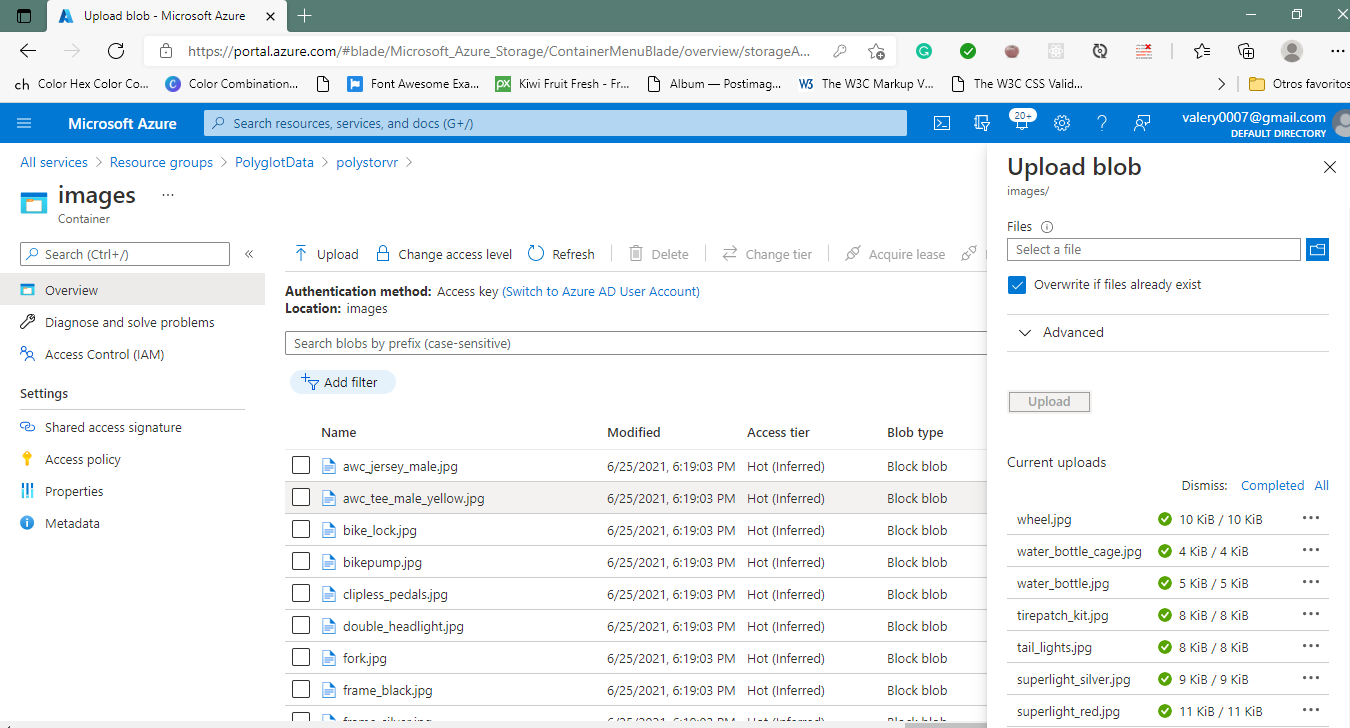 Upload blob - Microsoft Azure
https://portal.azure.com/#blade/Microsoft_Azure_Storage/ContainerMenuBlade/overview/storageA...
ch Color Hex Color Co... Color Combination... Font Awesome Exa... px Kiwi Fruit Fresh - Fr... Album — Postimag... W3 The W3C Markup V... The W3C CSS Valid... Otros favoritos
Microsoft Azure
Search resources, services, and docs (G+/)
20+
valery0007@gmail.com
DEFAULT DIRECTORY
All services > Resource groups > PolyglotData > polystorvr >
images ...
Container
Search (Ctrl+/)
«
Overview
Diagnose and solve problems
Access Control (IAM)
Settings
Shared access signature
Access policy
Properties
Metadata
Upload Change access level Refresh Delete Change tier Acquire lease
Authentication method: Access key (Switch to Azure AD User Account)
Location: images
Search blobs by prefix (case-sensitive)
Add filter
Name Modified Access tier Blob type
awc_jersey_male.jpg 6/25/2021, 6:19:03 PM Hot (Inferred) Block blob
awc_tee_male_yellow.jpg 6/25/2021, 6:19:03 PM Hot (Inferred) Block blob
bike_lock.jpg 6/25/2021, 6:19:03 PM Hot (Inferred) Block blob
bikepump.jpg 6/25/2021, 6:19:03 PM Hot (Inferred) Block blob
clipless_pedals.jpg 6/25/2021, 6:19:03 PM Hot (Inferred) Block blob
double_headlight.jpg 6/25/2021, 6:19:03 PM Hot (Inferred) Block blob
fork.jpg 6/25/2021, 6:19:03 PM Hot (Inferred) Block blob
frame_black.jpg 6/25/2021, 6:19:03 PM Hot (Inferred) Block blob
Upload blob
images/
Files
Select a file
Overwrite if files already exist
Advanced
Upload
Current uploads
Dismiss: Completed All
wheel.jpg 10 KiB / 10 KiB
water_bottle_cage.jpg 4 KiB / 4 KiB
water_bottle.jpg 5 KiB / 5 KiB
tirepatch_kit.jpg 8 KiB / 8 KiB
tail_lights.jpg 8 KiB / 8 KiB
superlight_silver.jpg 9 KiB / 9 KiB
superlight_red.jpg 11 KiB / 11 KiB